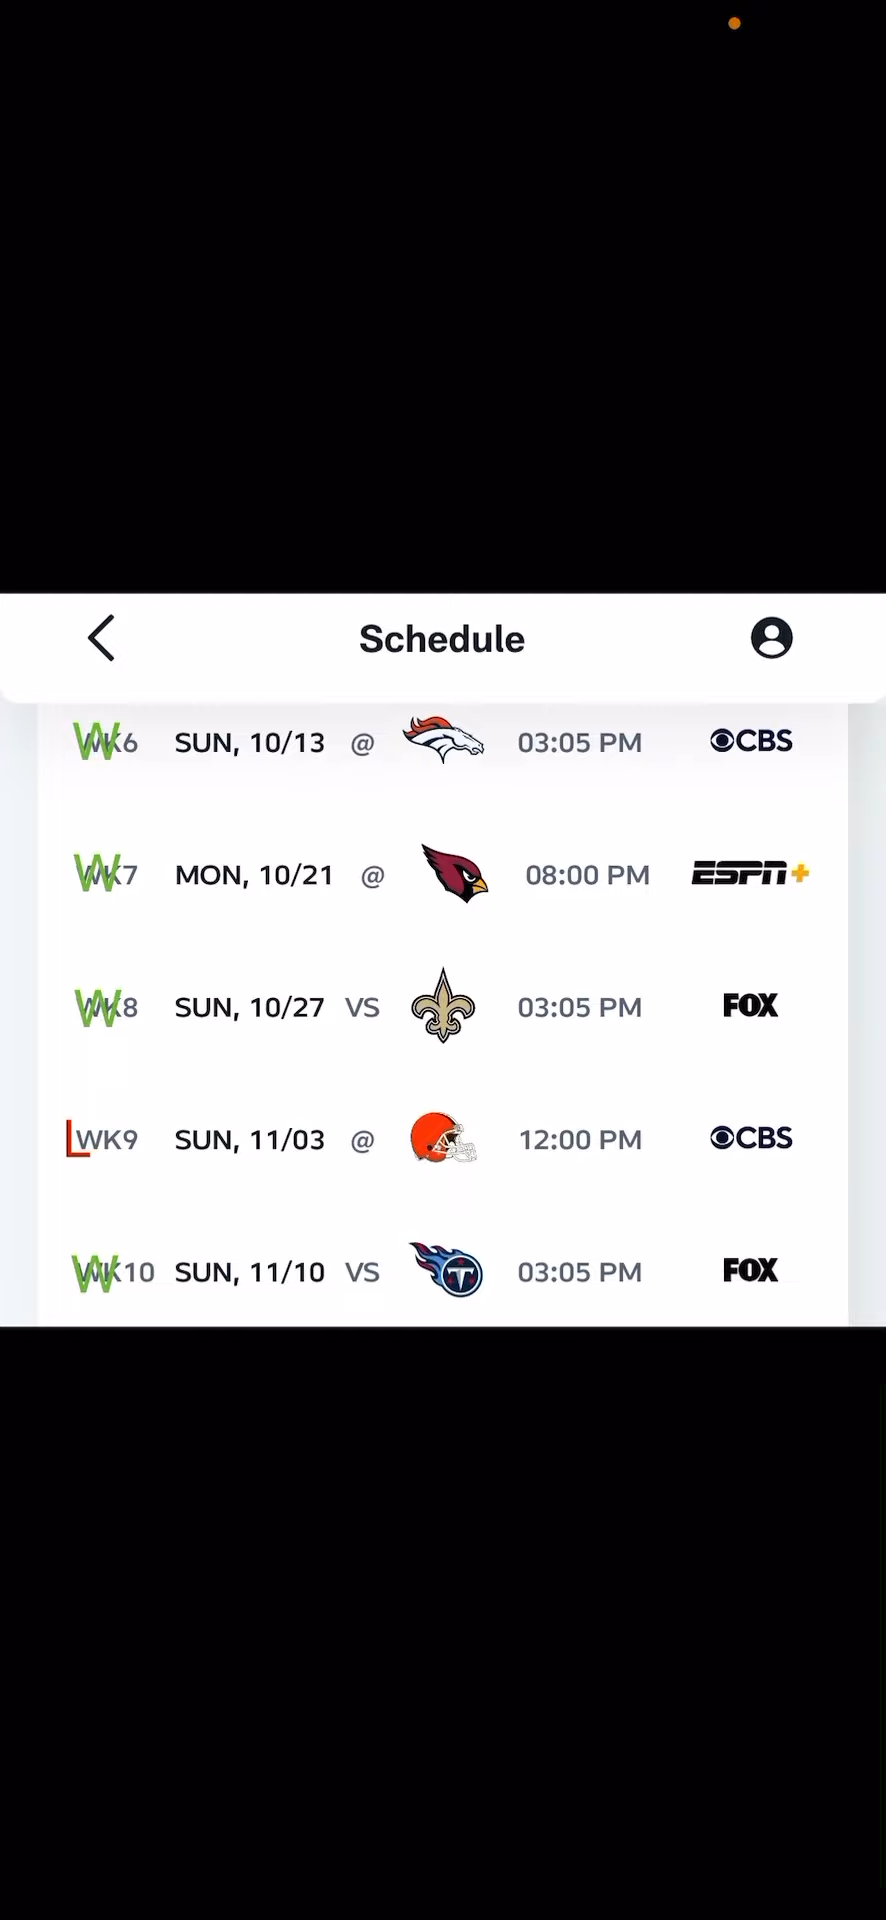 Schedule
W WK6 SUN, 10/13 @ 03:05 PM CBS
W WK7 MON, 10/21 @ 08:00 PM ESPN+
W WK8 SUN, 10/27 VS 03:05 PM FOX
L WK9 SUN, 11/03 @ 12:00 PM CBS
W WK10 SUN, 11/10 VS T 03:05 PM FOX